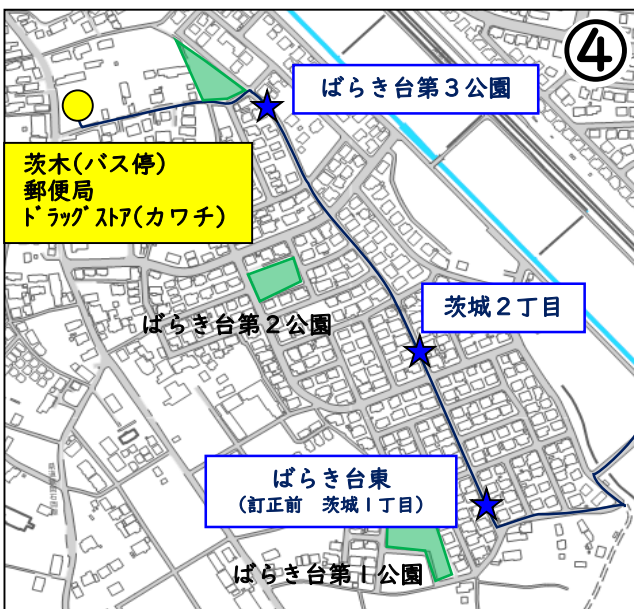 ④
ばらき台第３公園
茨木(バス停)
郵便局
ﾄﾞﾗｯｸﾞｽﾄｱ(カワチ)
茨城２丁目
ばらき台第２公園
ばらき台東
(訂正前　茨城１丁目)
ばらき台第１公園